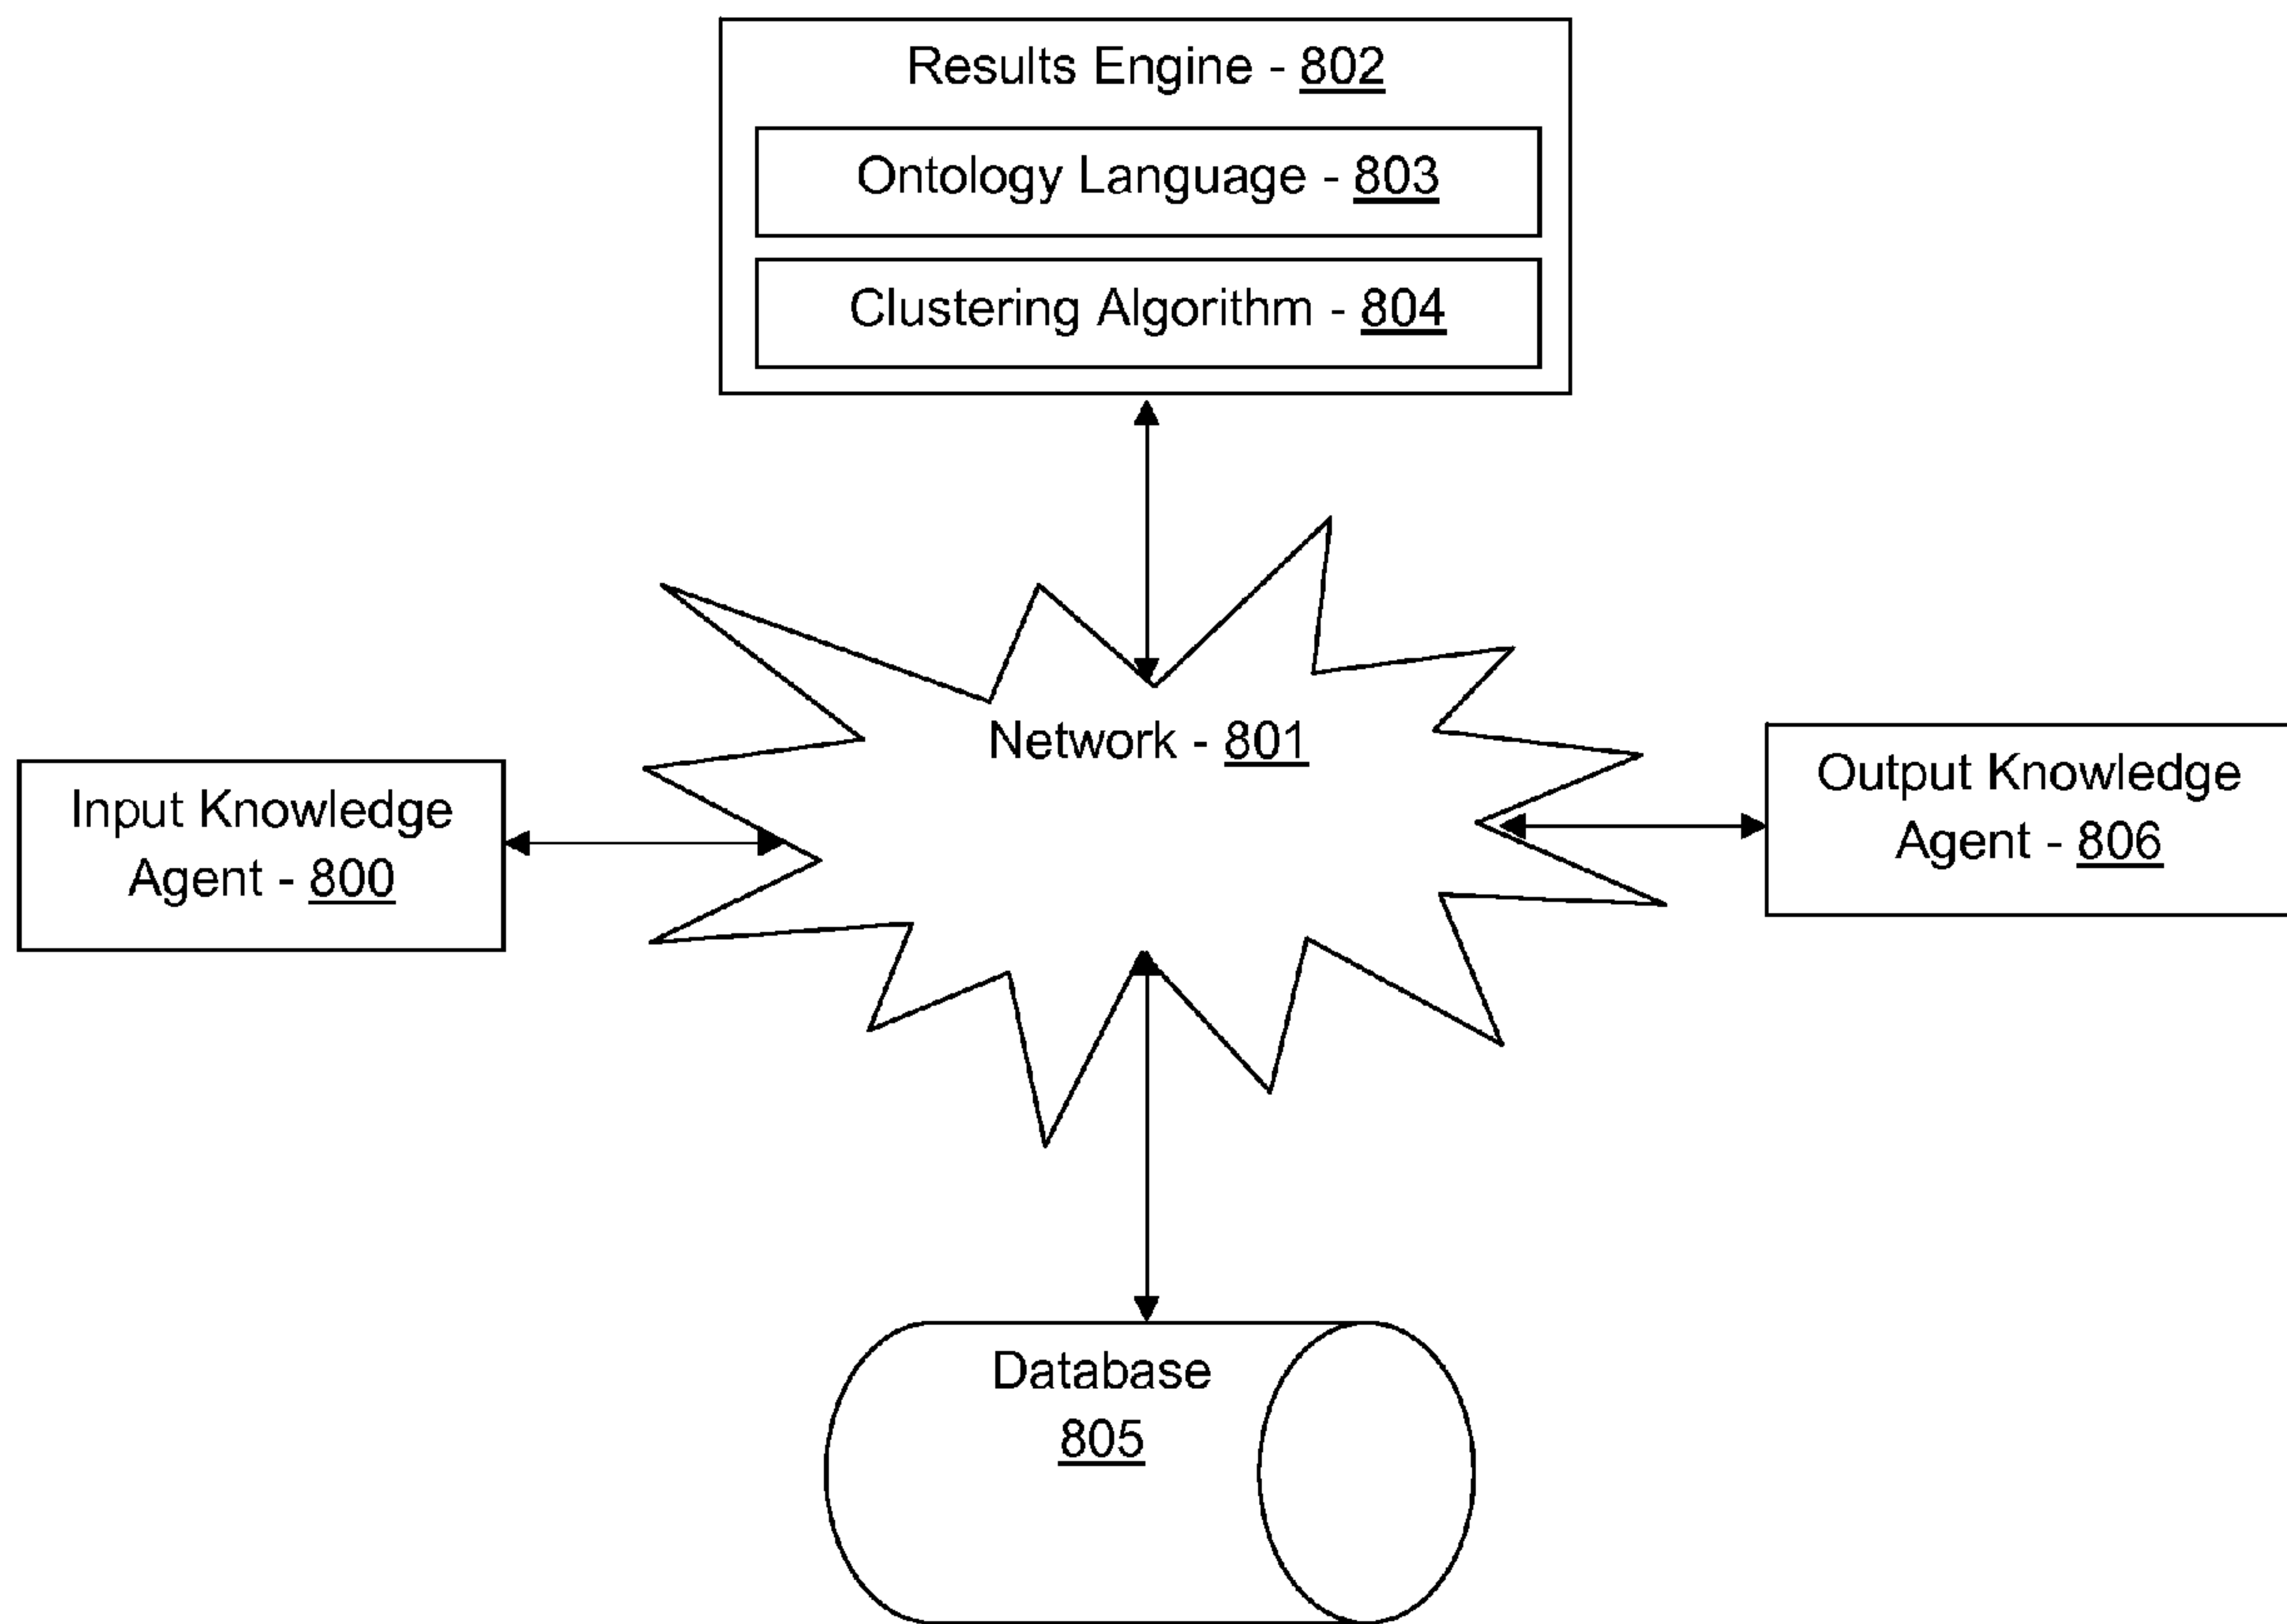 Results Engine - 802
Ontology Language - 803
Clustering Algorithm - 804
Network - 801
Input Knowledge
Agent - 800
Output Knowledge
Agent - 806
Database
805